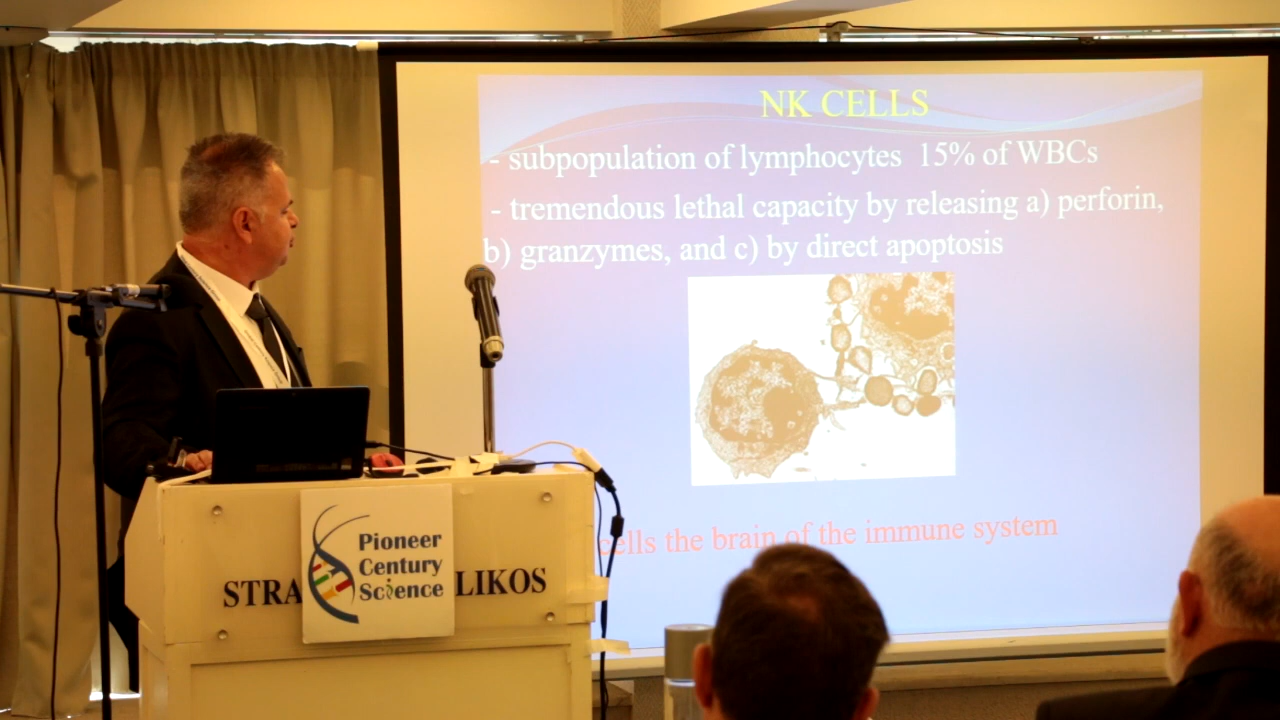 NK CELLS
- subpopulation of lymphocytes 15% of WBCs
- tremendous lethal capacity by releasing a) perforin,
b) granzymes, and c) by direct apoptosis
cells the brain of the immune system
Pioneer
Century
Science
STRA LIKOS